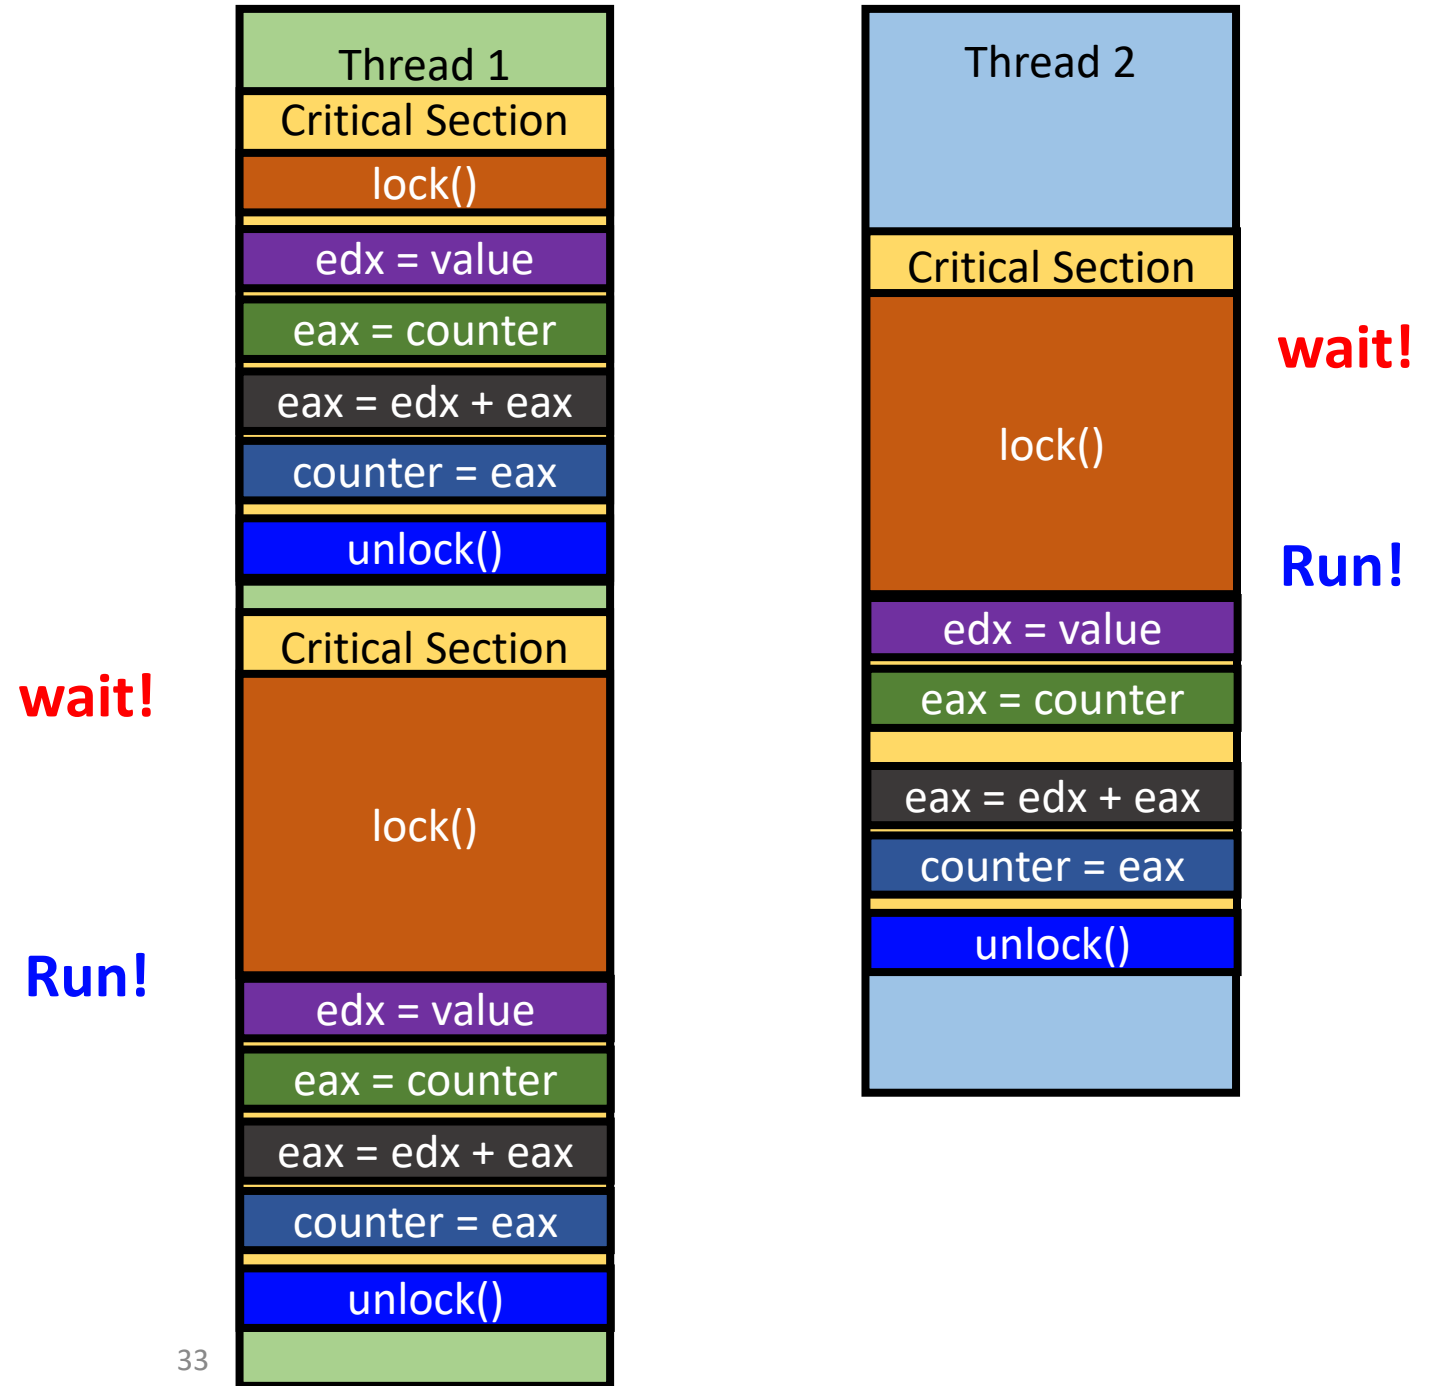 Thread 1
Critical Section
lock()
edx = value
eax = counter
eax = edx + eax
counter = eax
unlock()
Critical Section
wait!
lock()
Run!
edx = value
eax = counter
eax = edx + eax
counter = eax
unlock()
Thread 2
Critical Section
wait!
lock()
Run!
edx = value
eax = counter
eax = edx + eax
counter = eax
unlock()
33